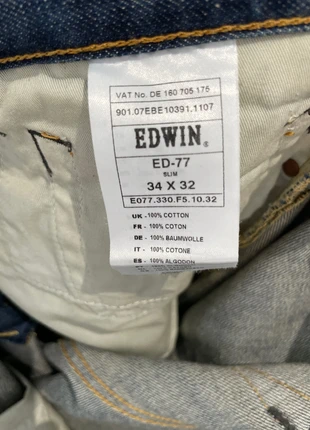 VAT No. DE 160 705 175
901.07EBE10391.1107
EDWIN®
ED-77
SLIM
34 X 32
E077.330.F5.10.32
UK - 100% COTTON
FR - 100% COTTON
DE - 100% BAUMWOLLE
IT - 100% COTONE
ES - 100% ALGODON